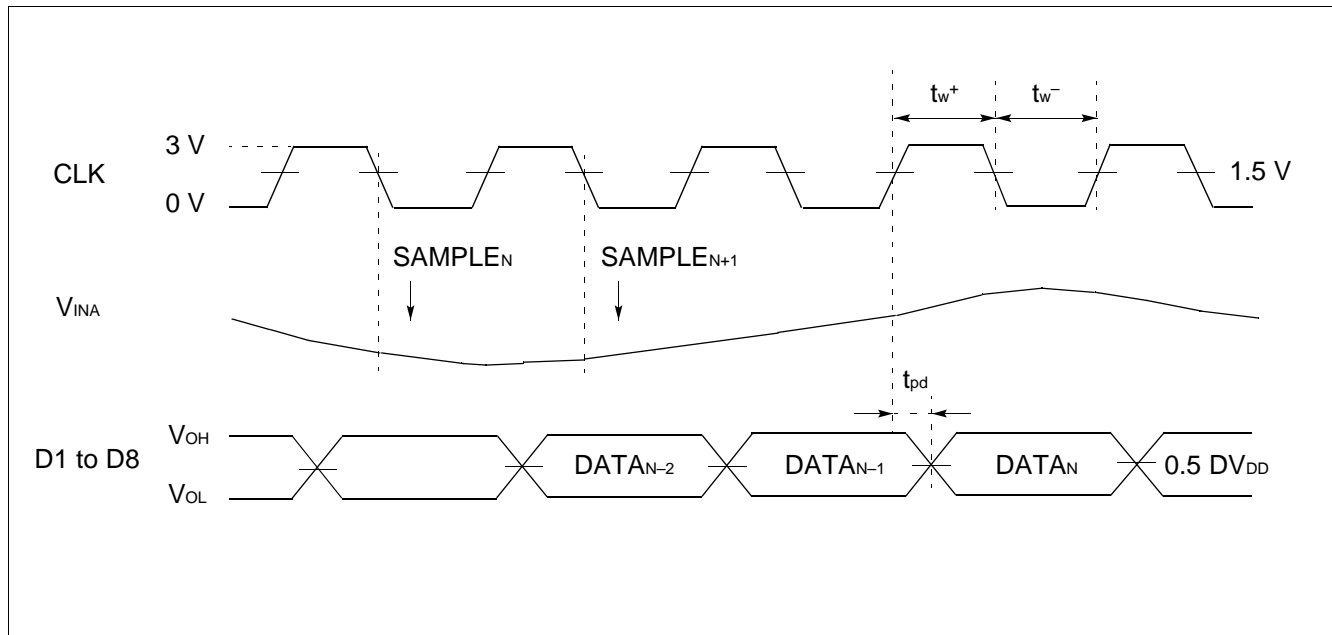 tw+ tw–
3 V
CLK 1.5 V
0 V
SAMPLEN SAMPLEN+1
VINA
tpd
VOH
D1 to D8 DATAN–2 DATAN–1 DATAN 0.5 DVDD
VOL